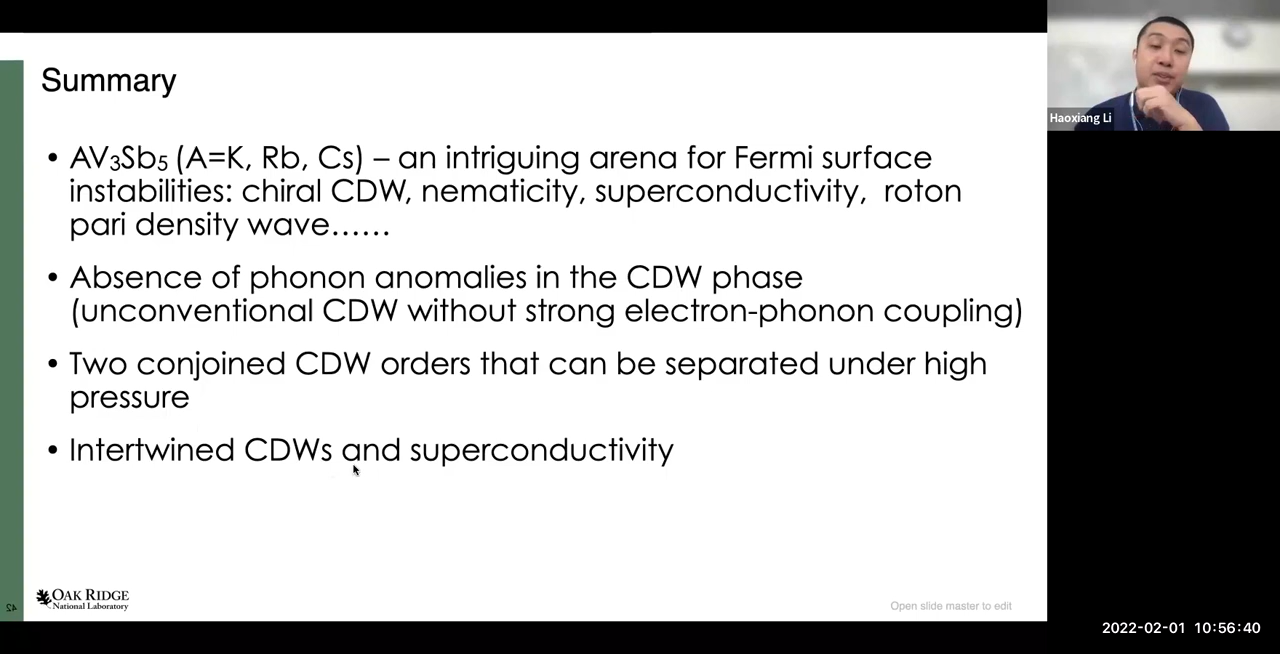 Summary
• AV₃Sb₅ (A=K, Rb, Cs) – an intriguing arena for Fermi surface
instabilities: chiral CDW, nematicity, superconductivity, roton
pari density wave……
• Absence of phonon anomalies in the CDW phase
(unconventional CDW without strong electron-phonon coupling)
• Two conjoined CDW orders that can be separated under high
pressure
• Intertwined CDWs and superconductivity
42
OAK RIDGE
National Laboratory
Open slide master to edit
Haoxiang Li
2022-02-01 10:56:40